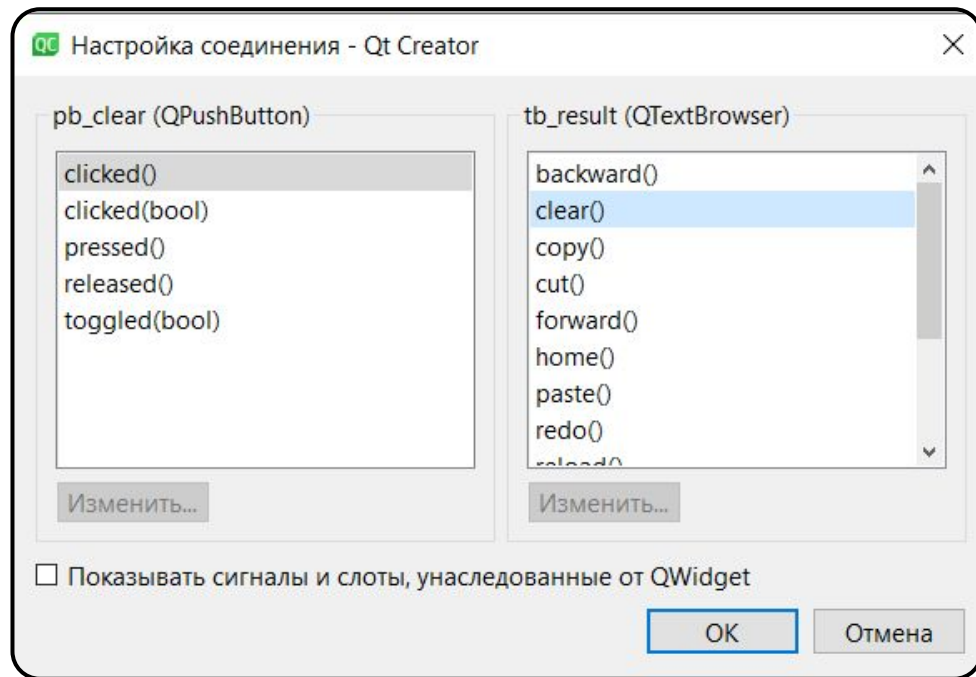 QC Настройка соединения - Qt Creator
pb_clear (QPushButton)
clicked()
clicked(bool)
pressed()
released()
toggled(bool)
Изменить...
tb_result (QTextBrowser)
backward()
clear()
copy()
cut()
forward()
home()
paste()
redo()
reload()
Изменить...
Показывать сигналы и слоты, унаследованные от QWidget
OK
Отмена